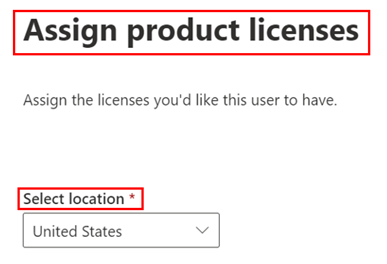 Assign product licenses
Assign the licenses you'd like this user to have.
Select location *
United States